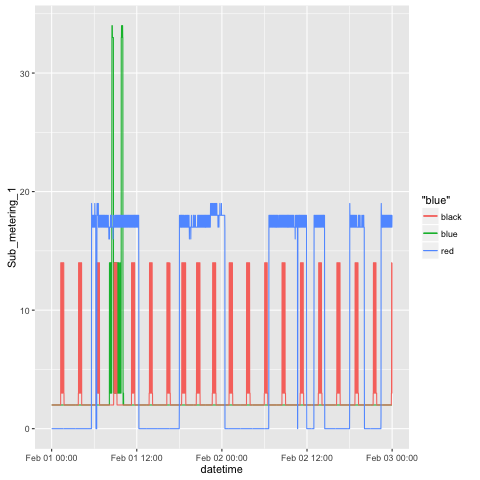 Sub_metering_1
30
20
10
0
Feb 01 00:00
Feb 01 12:00
Feb 02 00:00
Feb 02 12:00
Feb 03 00:00
datetime
"blue"
black
blue
red